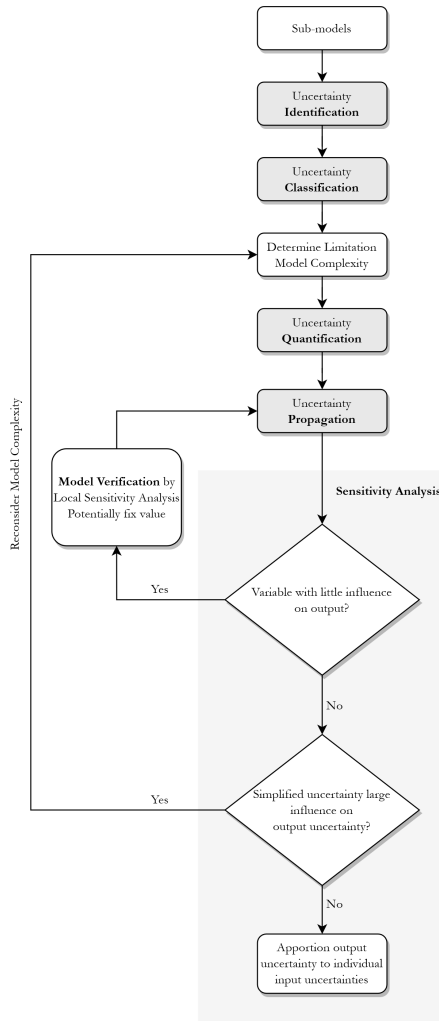 Sub-models
Uncertainty
Identification
Uncertainty
Classification
Determine Limitation
Model Complexity
Uncertainty
Quantification
Uncertainty
Propagation
Reconsider Model Complexity
Model Verification by
Local Sensitivity Analysis
Potentially fix value
Sensitivity Analysis
Variable with little influence
on output?
Yes
No
Simplified uncertainty large
influence on
output uncertainty?
Yes
No
Apportion output
uncertainty to individual
input uncertainties